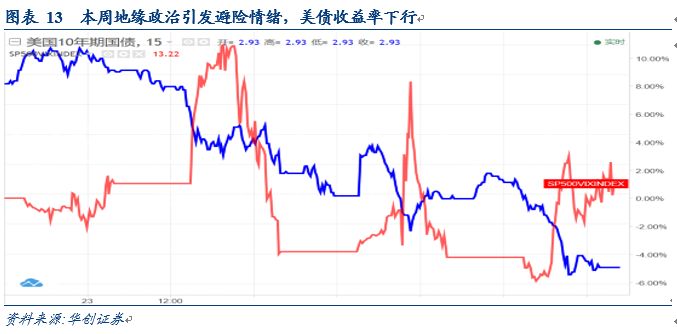 图表 13 本周地缘政治引发避险情绪，美债收益率下行
美国10年期国债, 15 开= 2.93 高= 2.93 低= 2.93 收= 2.93
实时
SP500VIXINDEX 13.22
10.00%
8.00%
6.00%
4.00%
2.00%
SP500VIXINDEX
0.00%
-2.00%
-4.00%
-6.00%
23 12:00
资料来源:华创证券